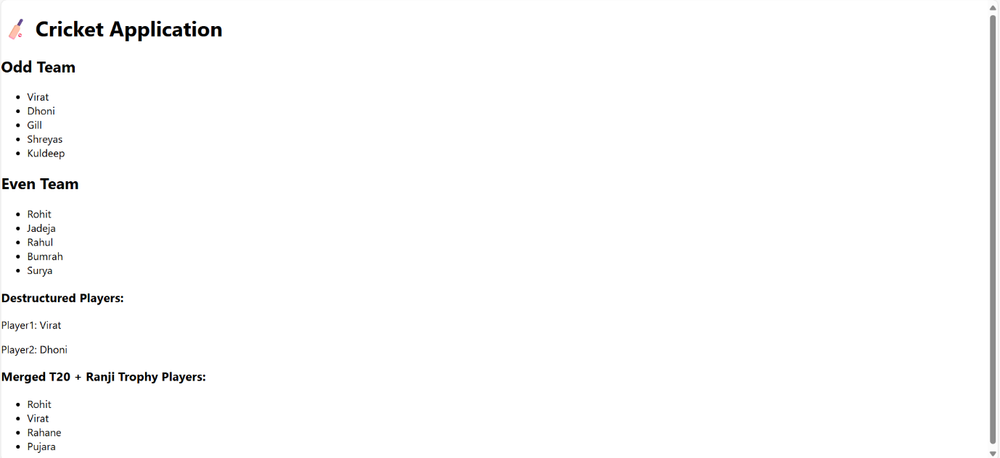 Cricket Application
Odd Team
Virat
Dhoni
Gill
Shreyas
Kuldeep
Even Team
Rohit
Jadeja
Rahul
Bumrah
Surya
Destructured Players:
Player1: Virat
Player2: Dhoni
Merged T20 + Ranji Trophy Players:
Rohit
Virat
Rahane
Pujara